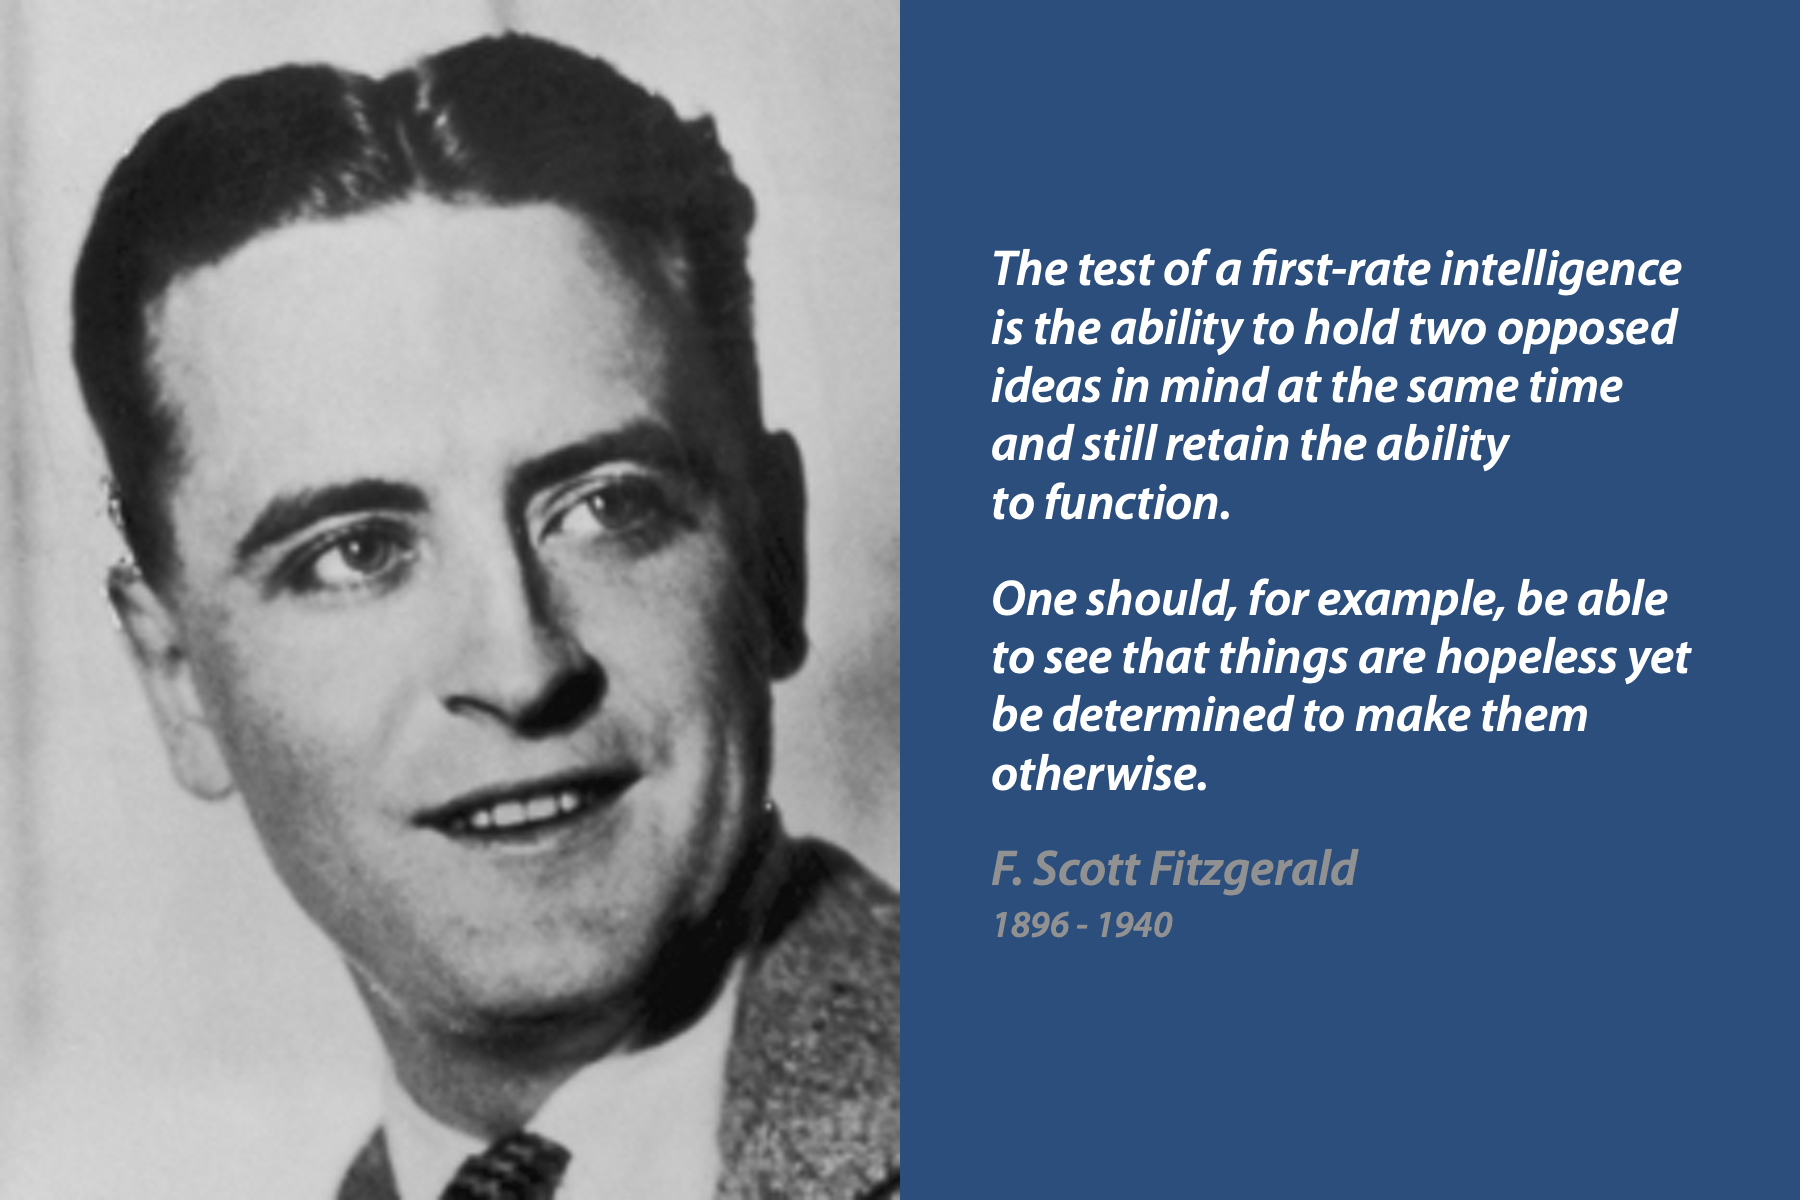 The test of a first-rate intelligence
is the ability to hold two opposed
ideas in mind at the same time
and still retain the ability
to function.
One should, for example, be able
to see that things are hopeless yet
be determined to make them
otherwise.
F. Scott Fitzgerald
1896 - 1940